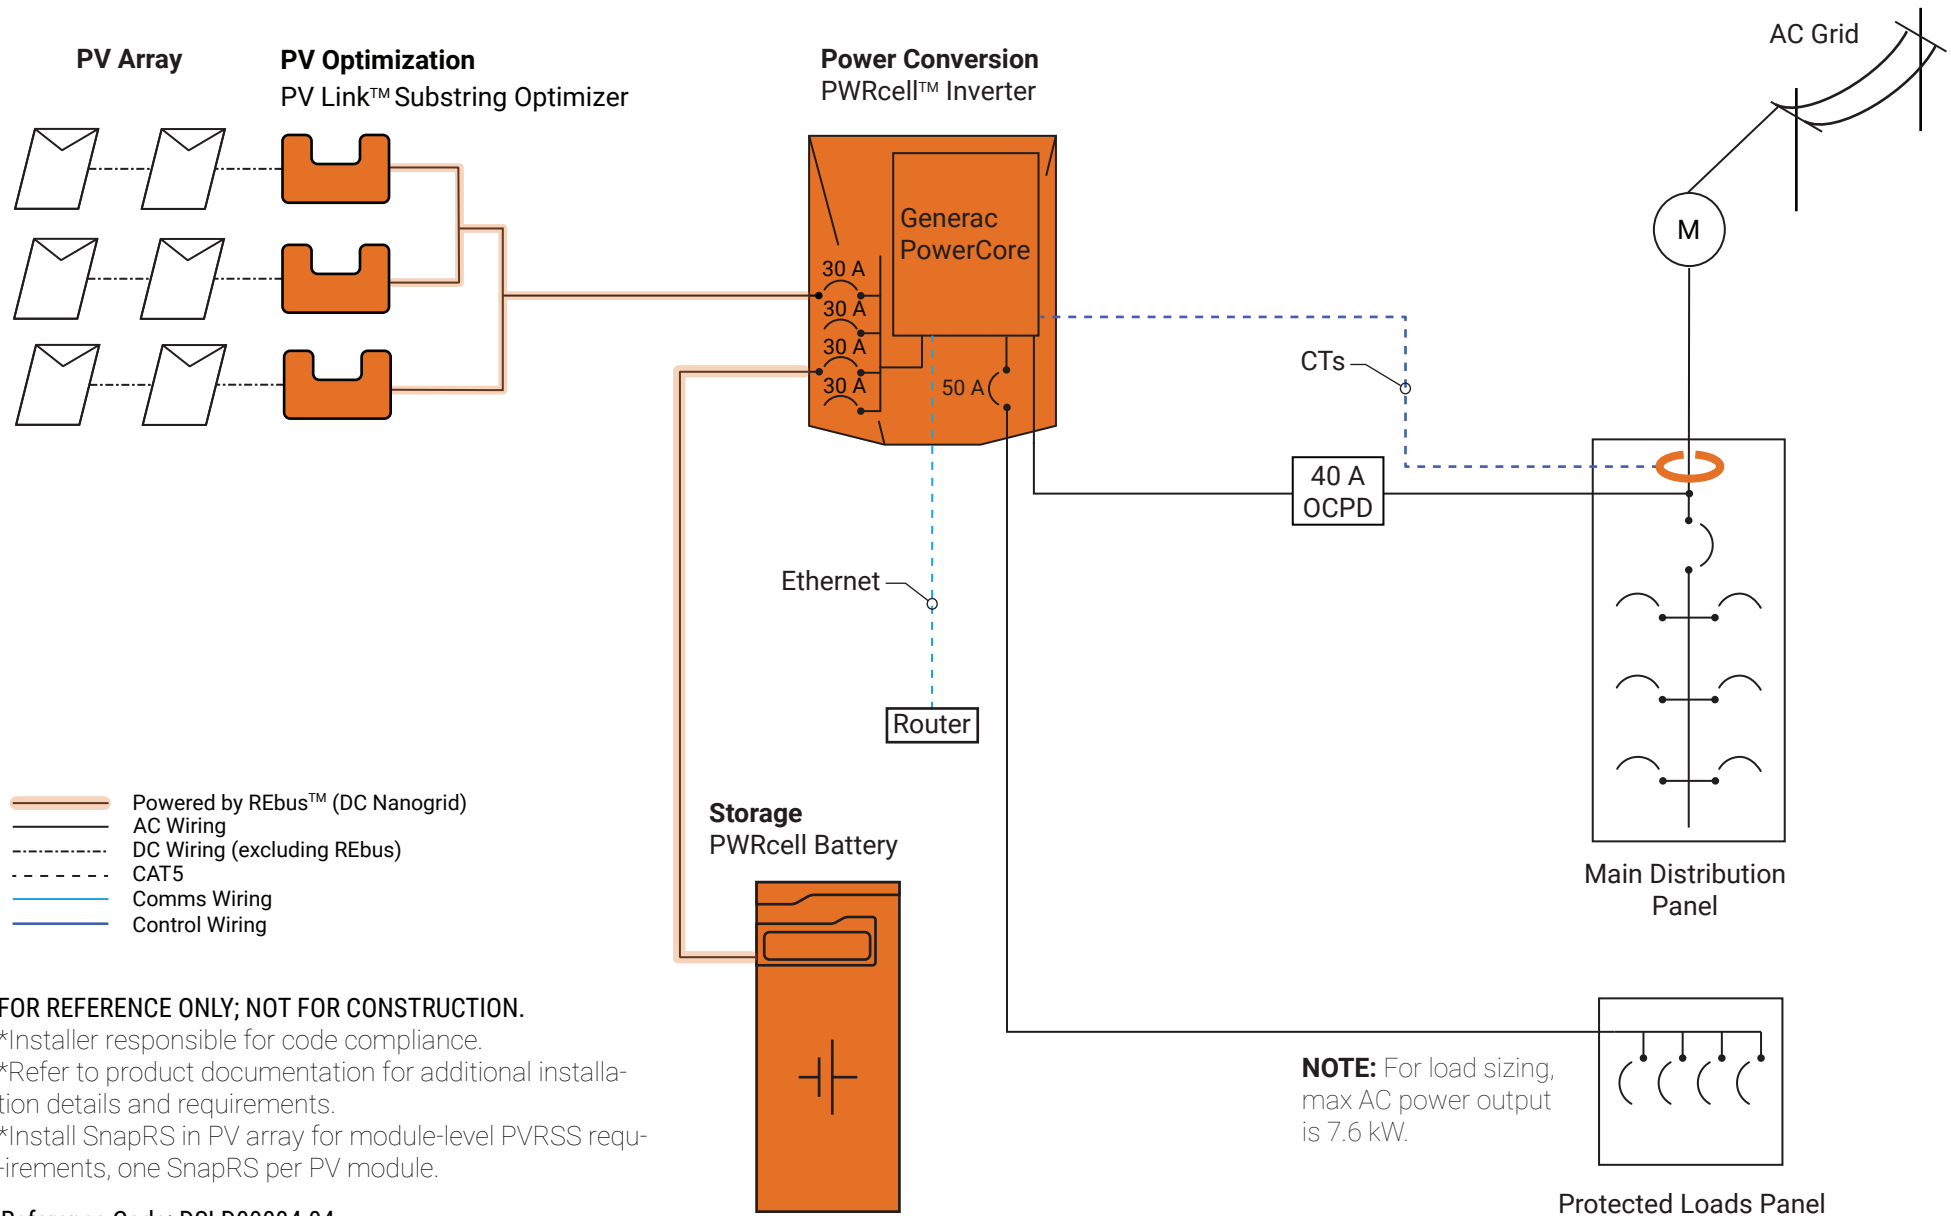 PV Array
PV Optimization
PV Link™ Substring Optimizer
Power Conversion
PWRcell™ Inverter
AC Grid
M
Generac
PowerCore
30 A
30 A
30 A
30 A
50 A
CTs
40 A
OCPD
Ethernet
Router
Main Distribution
Panel
Powered by REbus™ (DC Nanogrid)
AC Wiring
DC Wiring (excluding REbus)
CAT5
Comms Wiring
Control Wiring
Storage
PWRcell Battery
FOR REFERENCE ONLY; NOT FOR CONSTRUCTION.
*Installer responsible for code compliance.
*Refer to product documentation for additional installa-
tion details and requirements.
*Install SnapRS in PV array for module-level PVRSS requ-
-irements, one SnapRS per PV module.
NOTE: For load sizing,
max AC power output
is 7.6 kW.
Protected Loads Panel